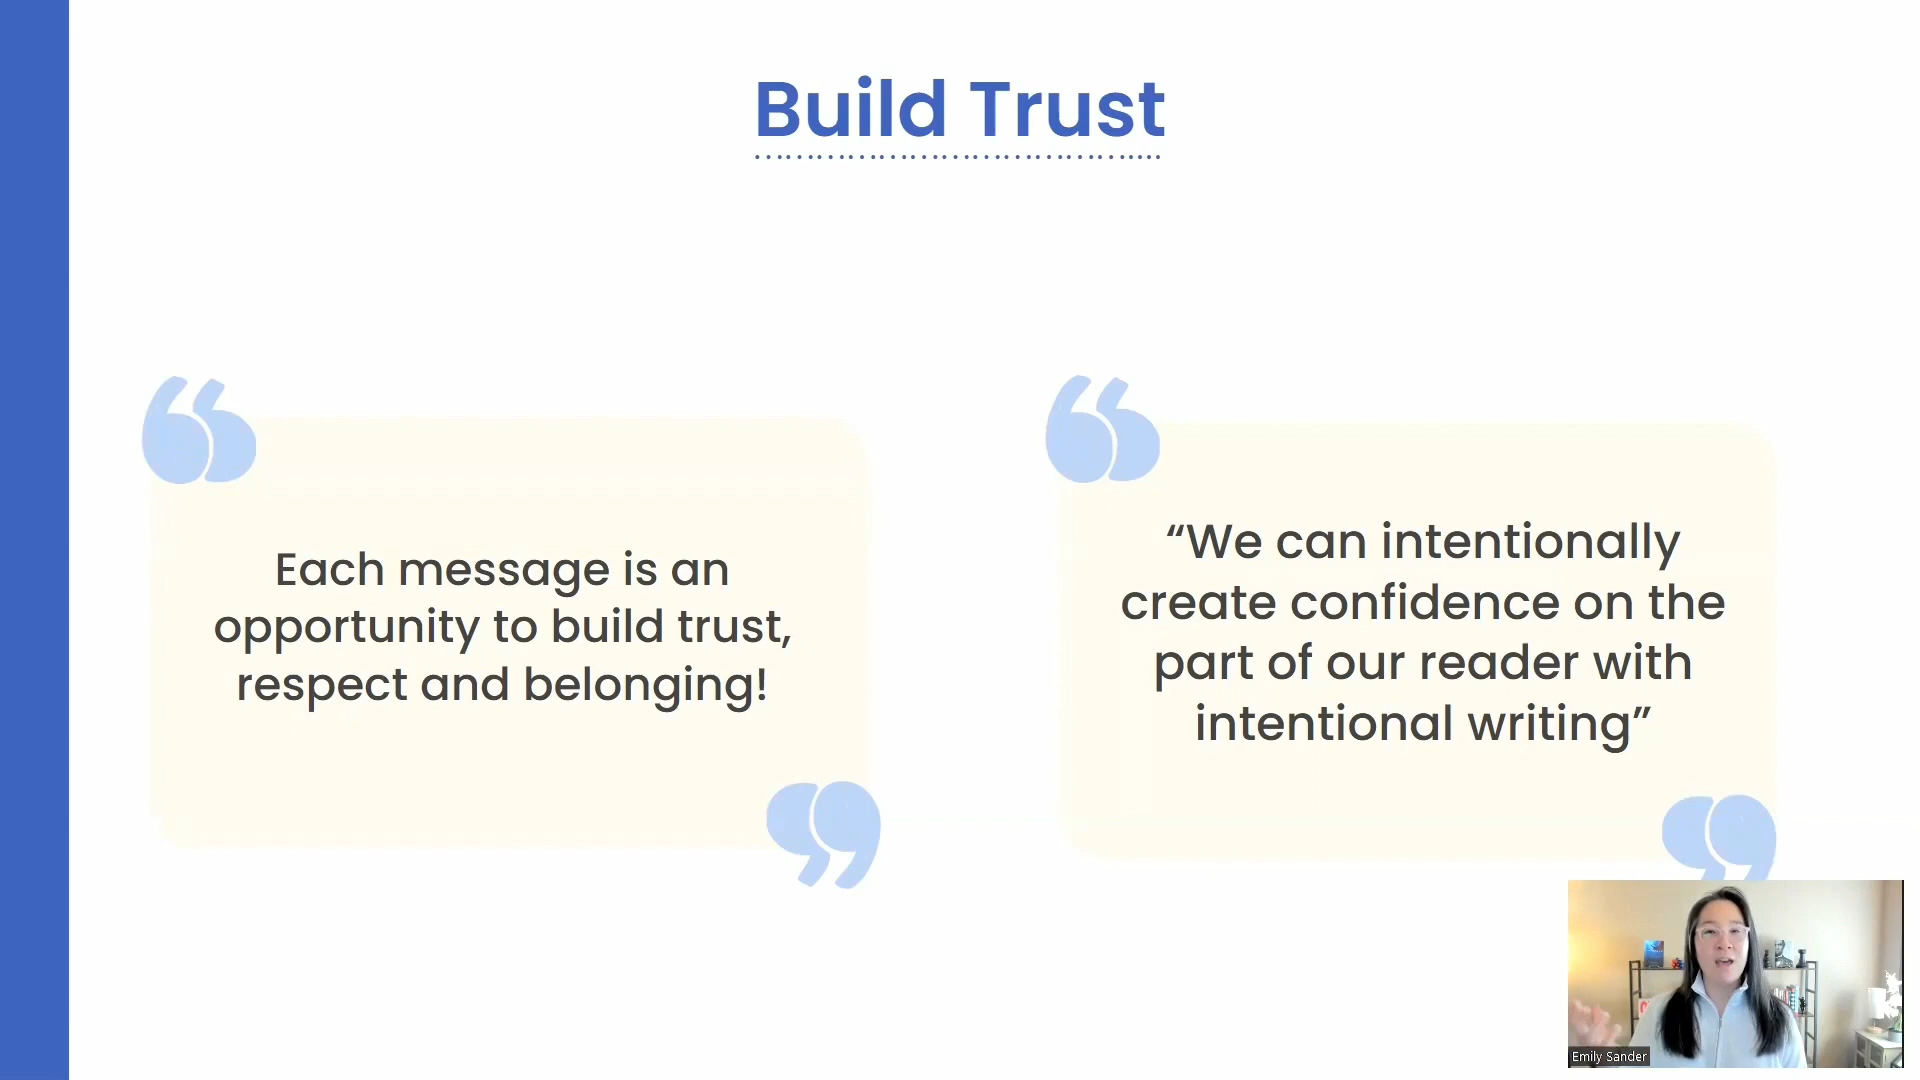 Build Trust
Each message is an
opportunity to build trust,
respect and belonging!
“We can intentionally
create confidence on the
part of our reader with
intentional writing”
Emily Sander